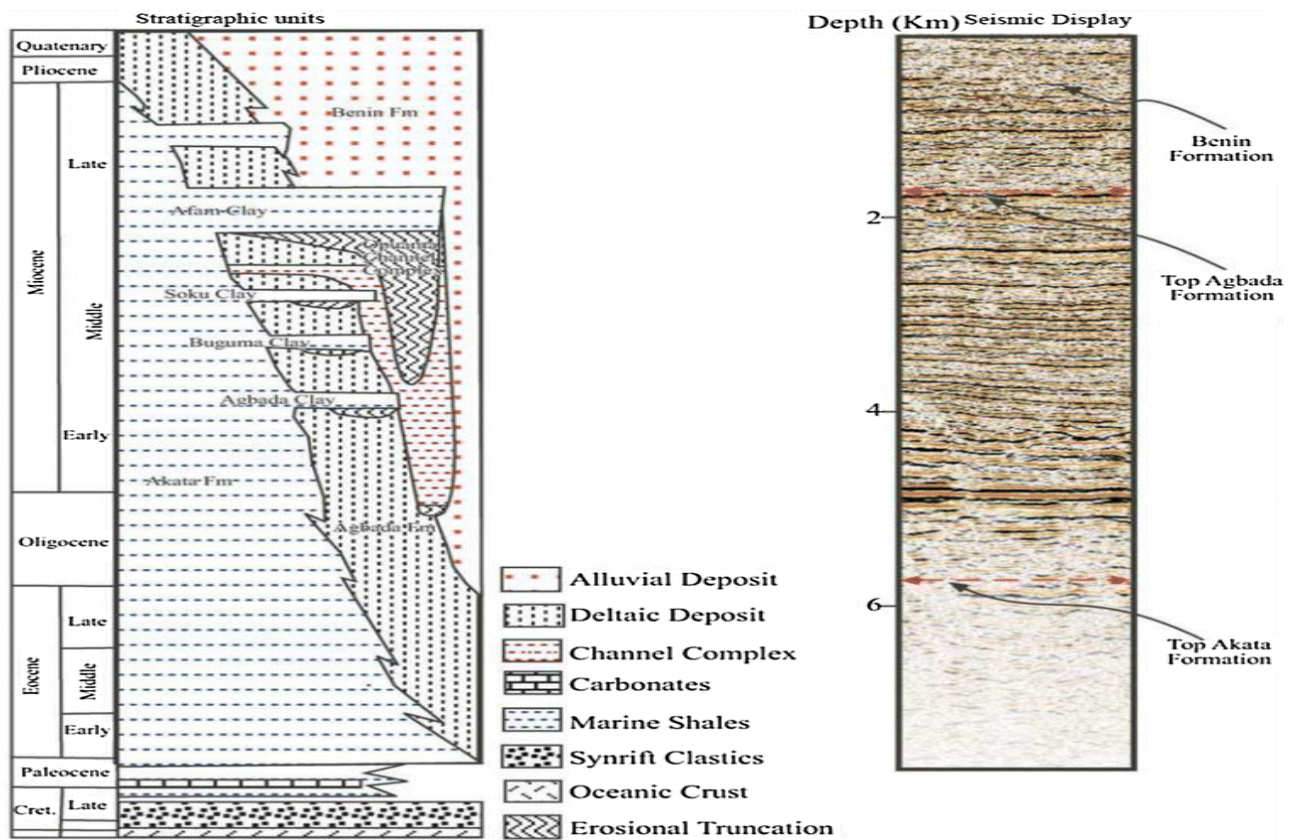 Stratigraphic units
Quaternary
Pliocene
Miocene
Late
Middle
Early
Oligocene
Eocene
Late
Middle
Early
Paleocene
Cret.
Late
Benin Fm
Afam Clay
Opuama
Channel
Complex
Soku Clay
Buguma Clay
Agbada Clay
Akata Fm
Agbada Fm
Alluvial Deposit
Deltaic Deposit
Channel Complex
Carbonates
Marine Shales
Synrift Clastics
Oceanic Crust
Erosional Truncation
Depth (Km) Seismic Display
2
4
6
Benin
Formation
Top Agbada
Formation
Top Akata
Formation